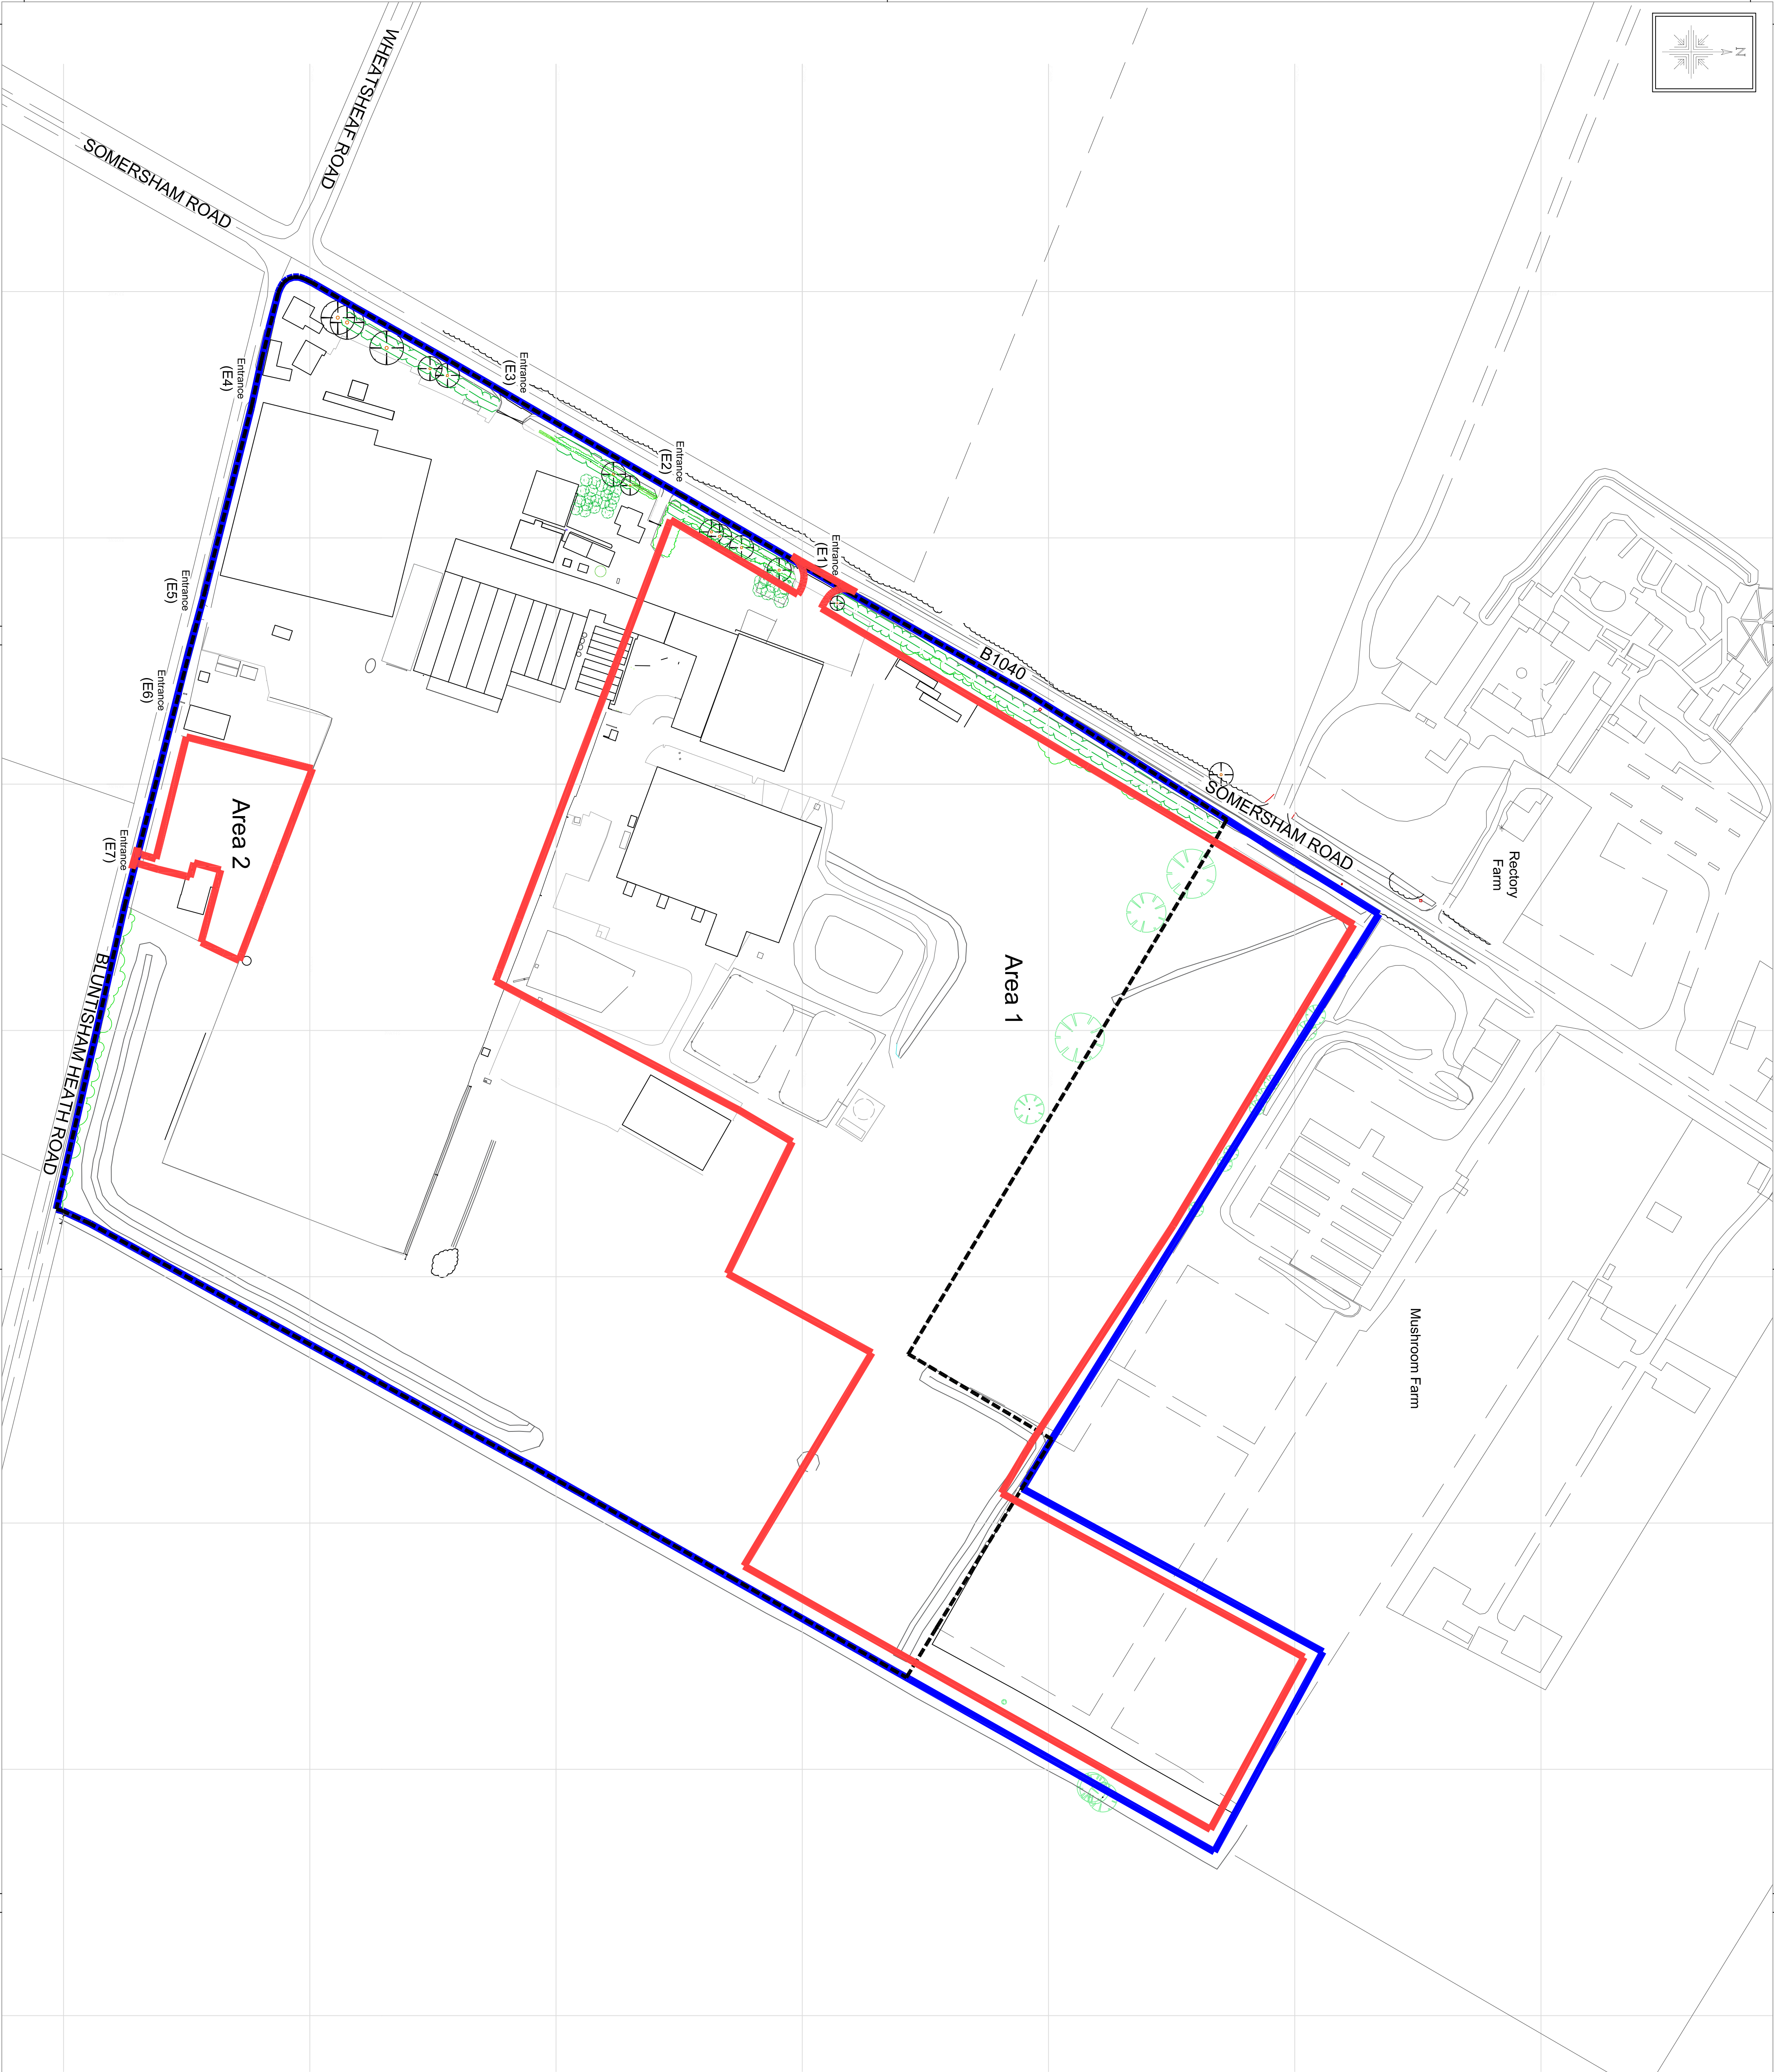 N
WHEATSHEAF ROAD
SOMERSHAM ROAD
Entrance
(E3)
Entrance
(E2)
Entrance
(E1)
B1040
SOMERSHAM ROAD
Rectory
Farm
Entrance
(E4)
Entrance
(E5)
Entrance
(E6)
Entrance
(E7)
Area 2
Area 1
BLUNTISHAM HEATH ROAD
Mushroom Farm